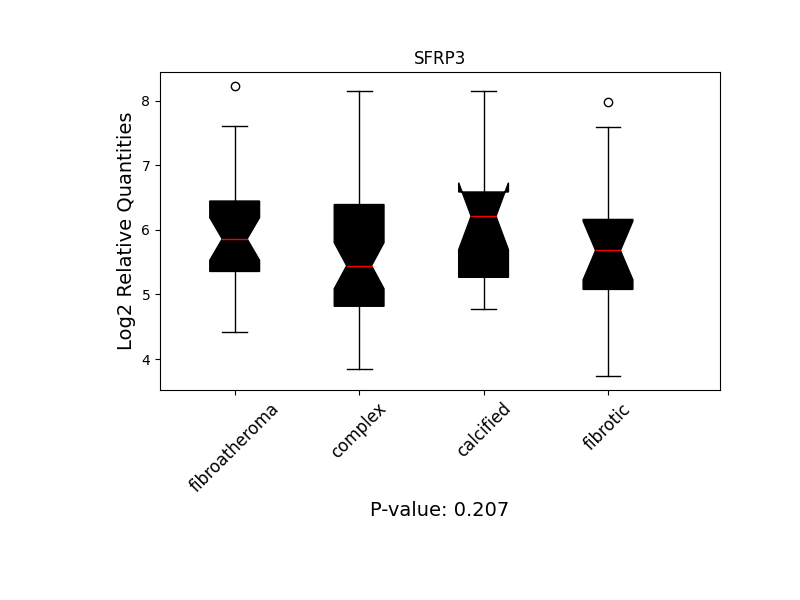 SFRP3
Log2 Relative Quantities
8
7
6
5
4
fibroatheroma
complex
calcified
fibrotic
P-value: 0.207